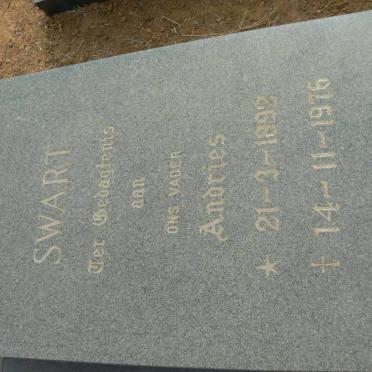 SWART
Ter Gedagtenis
aan
ONS VADER
Andries
* 21-3-1892
† 14-11-1976